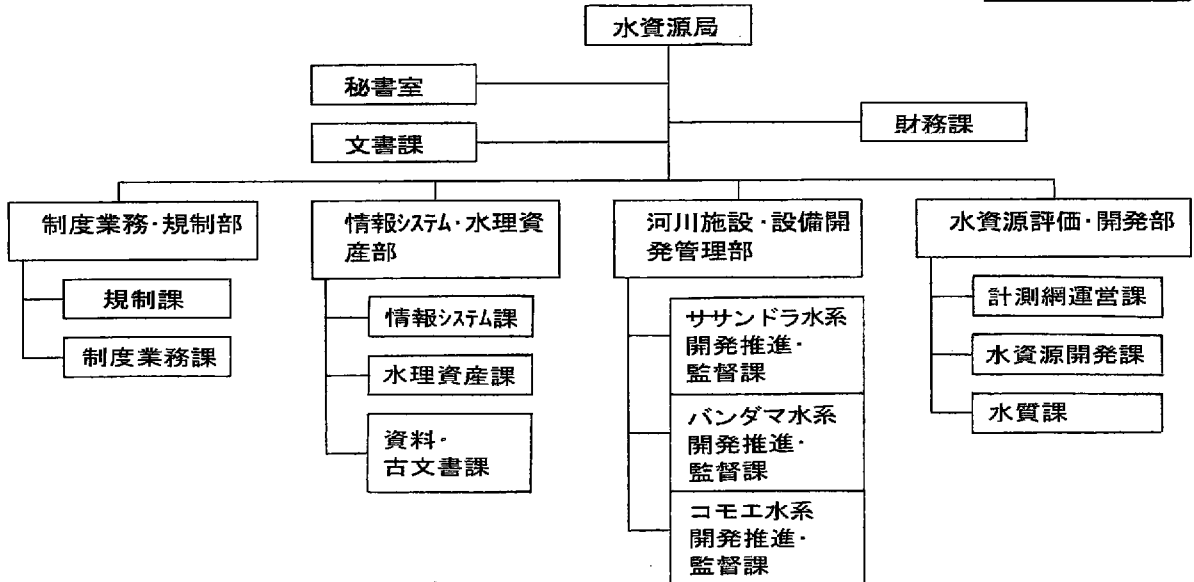 水資源局
秘書室
財務課
文書課
制度業務・規制部
規制課
制度業務課
情報システム・水理資
産部
情報システム課
水理資産課
資料・
古文書課
河川施設・設備開
発管理部
ササンドラ水系
開発推進・
監督課
バンダマ水系
開発推進・
監督課
コモエ水系
開発推進・
監督課
水資源評価・開発部
計測網運営課
水資源開発課
水質課